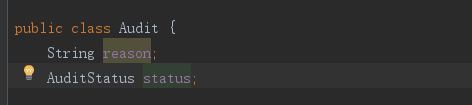 public class Audit {
String reason;
AuditStatus status;